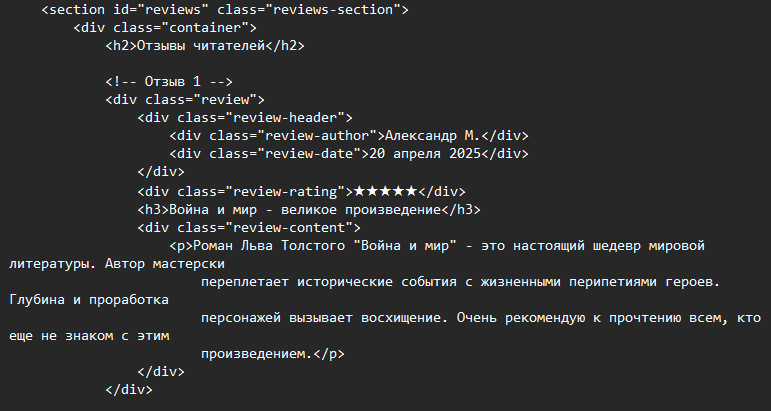 <section id="reviews" class="reviews-section">
<div class="container">
<h2>Отзывы читателей</h2>
<!-- Отзыв 1 -->
<div class="review">
<div class="review-header">
<div class="review-author">Александр М.</div>
<div class="review-date">20 апреля 2025</div>
</div>
<div class="review-rating">★★★★★</div>
<h3>Война и мир - великое произведение</h3>
<div class="review-content">
<p>Роман Льва Толстого "Война и мир" - это настоящий шедевр мировой
литературы. Автор мастерски
переплетает исторические события с жизненными перипетиями героев.
Глубина и проработка
персонажей вызывает восхищение. Очень рекомендую к прочтению всем, кто
еще не знаком с этим
произведением.</p>
</div>
</div>